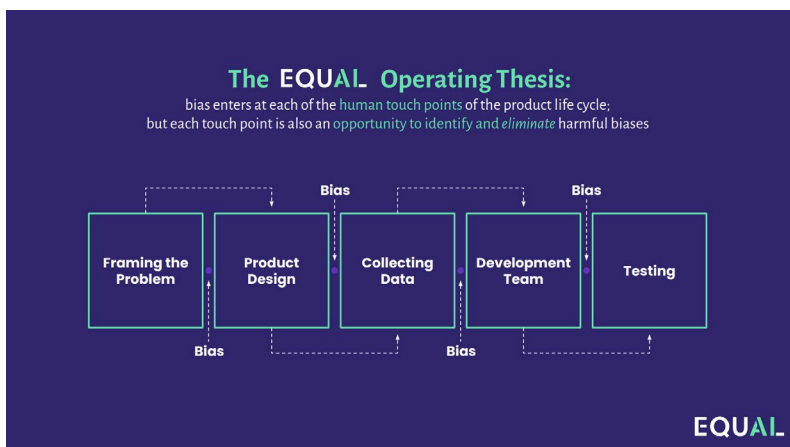 The EQUAL Operating Thesis:
bias enters at each of the human touch points of the product life cycle;
but each touch point is also an opportunity to identify and eliminate harmful biases
Bias
Bias
Framing the
Problem
Product
Design
Collecting
Data
Development
Team
Testing
Bias
Bias
EQUAL